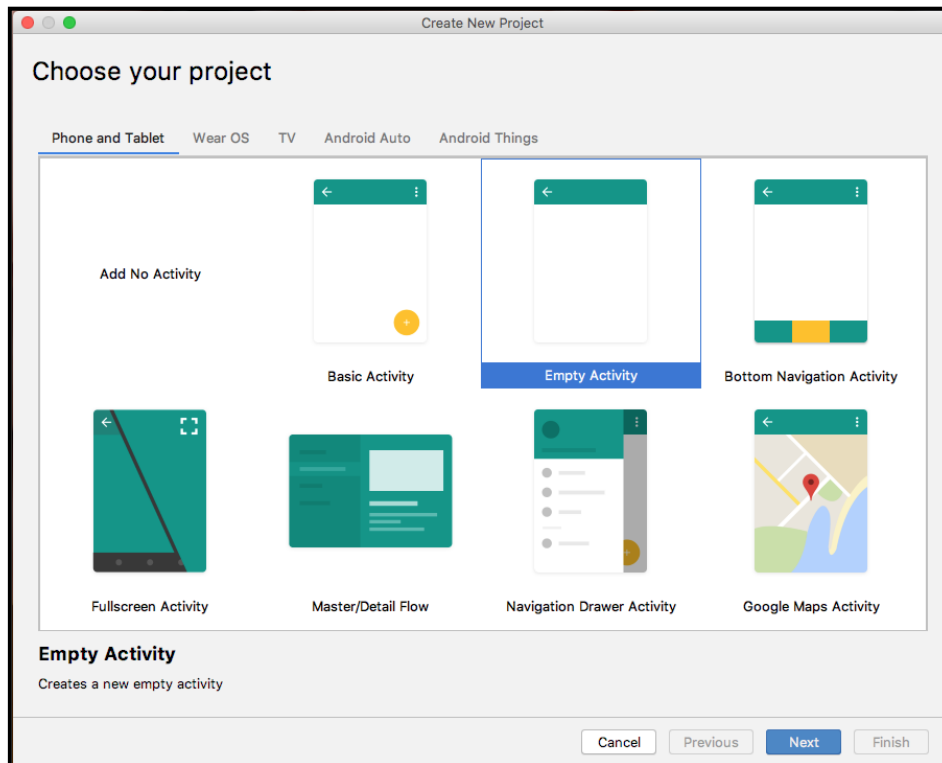 Create New Project
Choose your project
Phone and Tablet Wear OS TV Android Auto Android Things
Add No Activity
Basic Activity
Empty Activity
Bottom Navigation Activity
Fullscreen Activity
Master/Detail Flow
Navigation Drawer Activity
Google Maps Activity
Empty Activity
Creates a new empty activity
Cancel Previous Next Finish